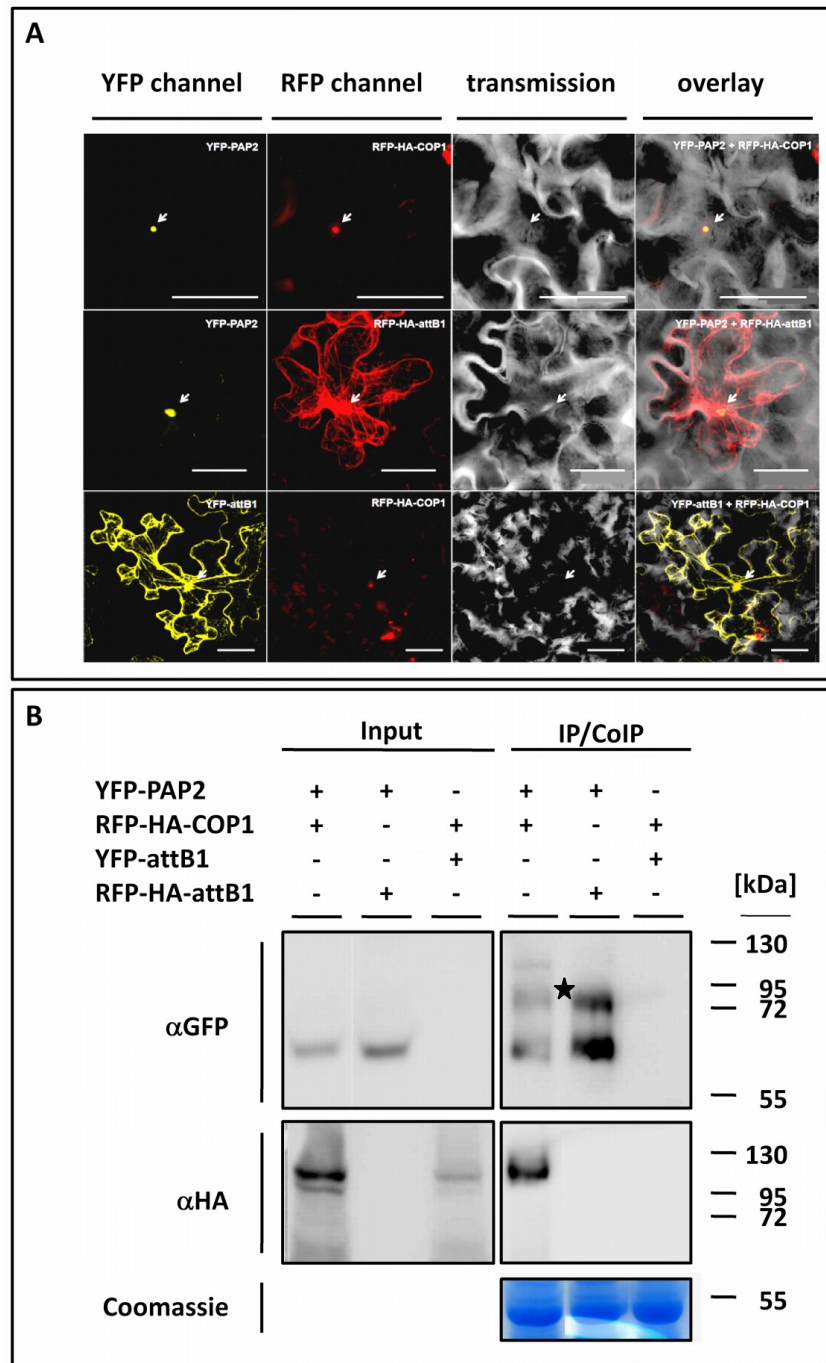 A
YFP channel RFP channel transmission overlay
YFP-PAP2 RFP-HA-COP1 YFP-PAP2 + RFP-HA-COP1
YFP-PAP2 RFP-HA-attB1 YFP-PAP2 + RFP-HA-attB1
YFP-attB1 RFP-HA-COP1 YFP-attB1 + RFP-HA-COP1
B
Input IP/CoIP
YFP-PAP2 + + - + + -
RFP-HA-COP1 + - + + - +
YFP-attB1 - - + - - +
RFP-HA-attB1 - + - - + -
[kDa]
αGFP
130
95
72
55
αHA
130
95
72
Coomassie
55